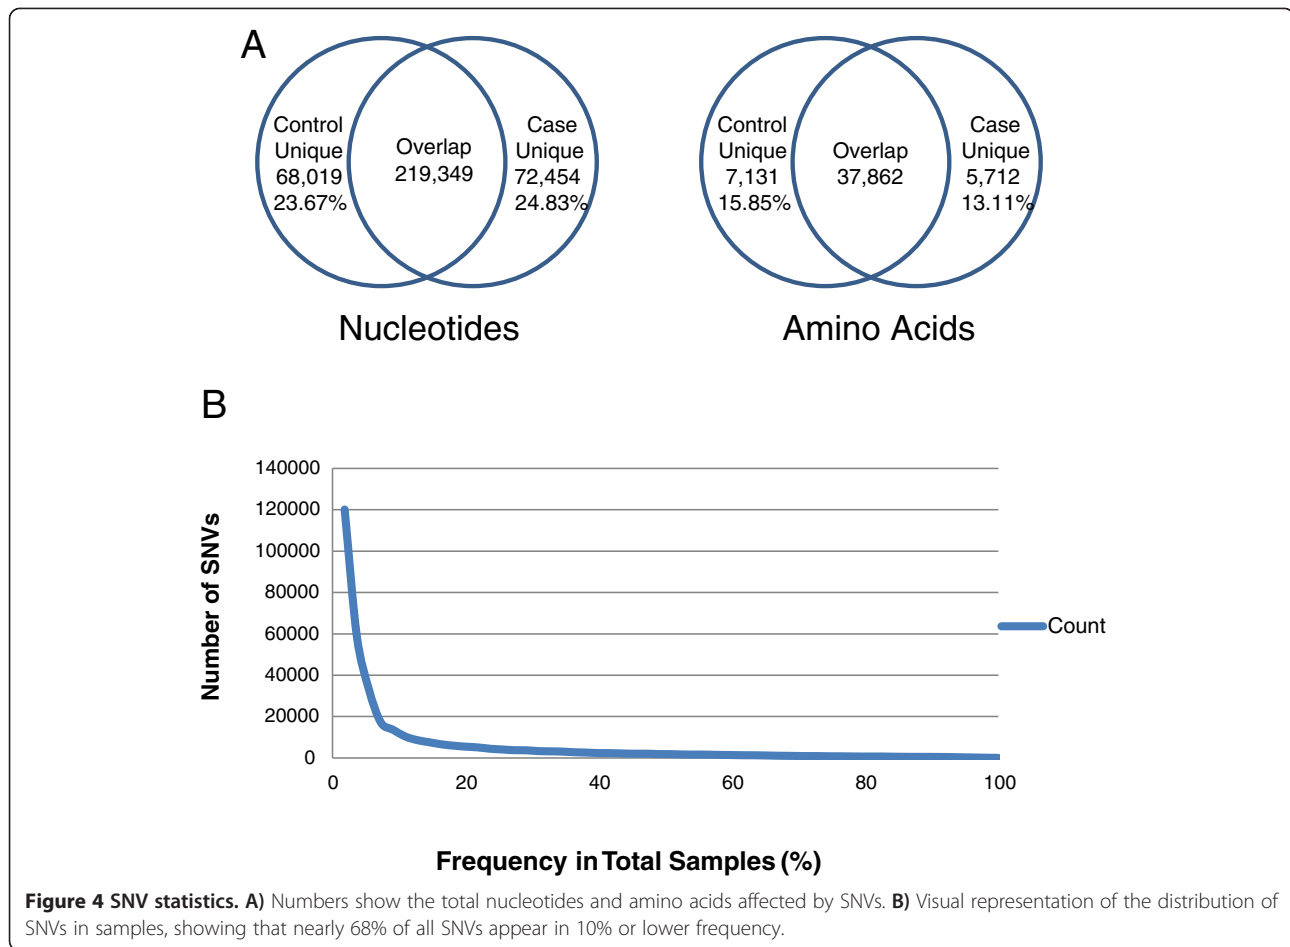 A
Control
Unique
68,019
23.67%
Overlap
219,349
Case
Unique
72,454
24.83%
Nucleotides
Control
Unique
7,131
15.85%
Overlap
37,862
Case
Unique
5,712
13.11%
Amino Acids
B
Number of SNVs
140000
120000
100000
80000
60000
40000
20000
0
0 20 40 60 80 100
Count
Frequency in Total Samples (%)
Figure 4 SNV statistics. A) Numbers show the total nucleotides and amino acids affected by SNVs. B) Visual representation of the distribution of
SNVs in samples, showing that nearly 68% of all SNVs appear in 10% or lower frequency.